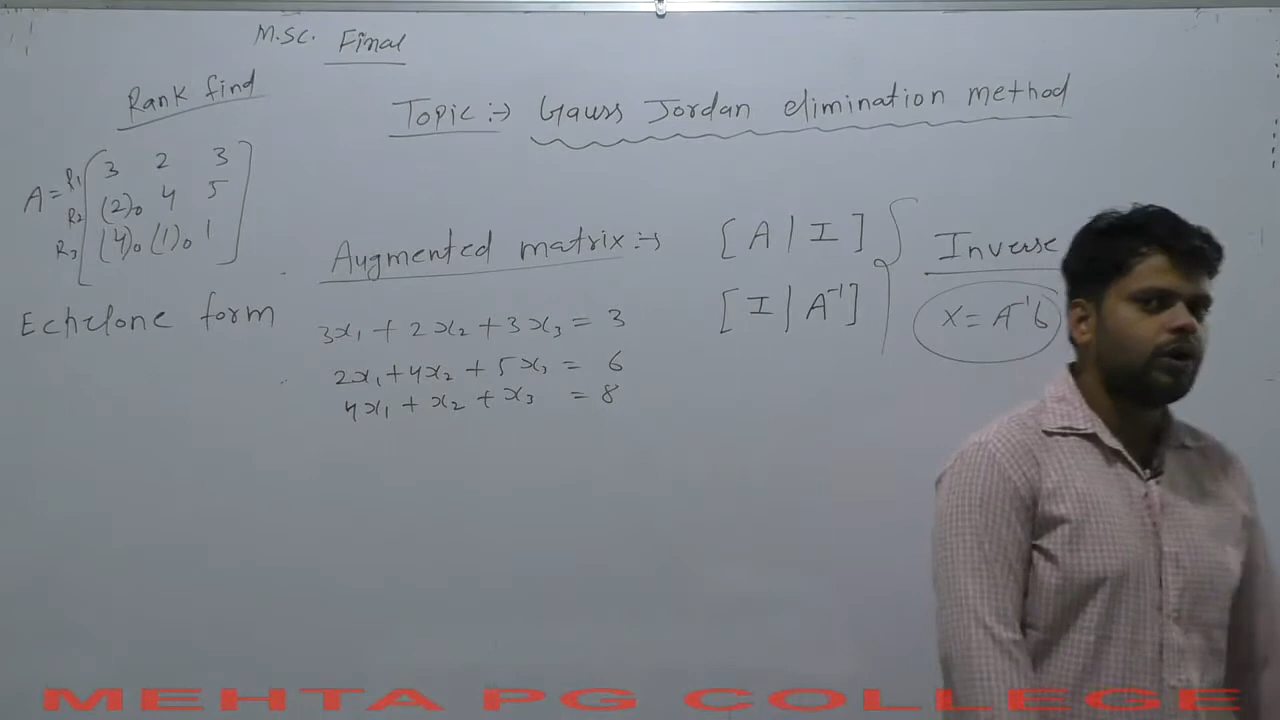 M.SC. Final
Rank find
Topic :→ Gauss Jordan elimination method
A = R₁ [ 3 2 3
R₂ (2)₀ 4 5
R₃ (4)₀ (1)₀ 1 ]
Echelone form
Augmented matrix :→
3x₁ + 2x₂ + 3x₃ = 3
2x₁ + 4x₂ + 5x₃ = 6
4x₁ + x₂ + x₃ = 8
[ A | I ]
[ I | A⁻¹ ]
Inverse
X = A⁻¹b
MEHTA PG COLLEGE